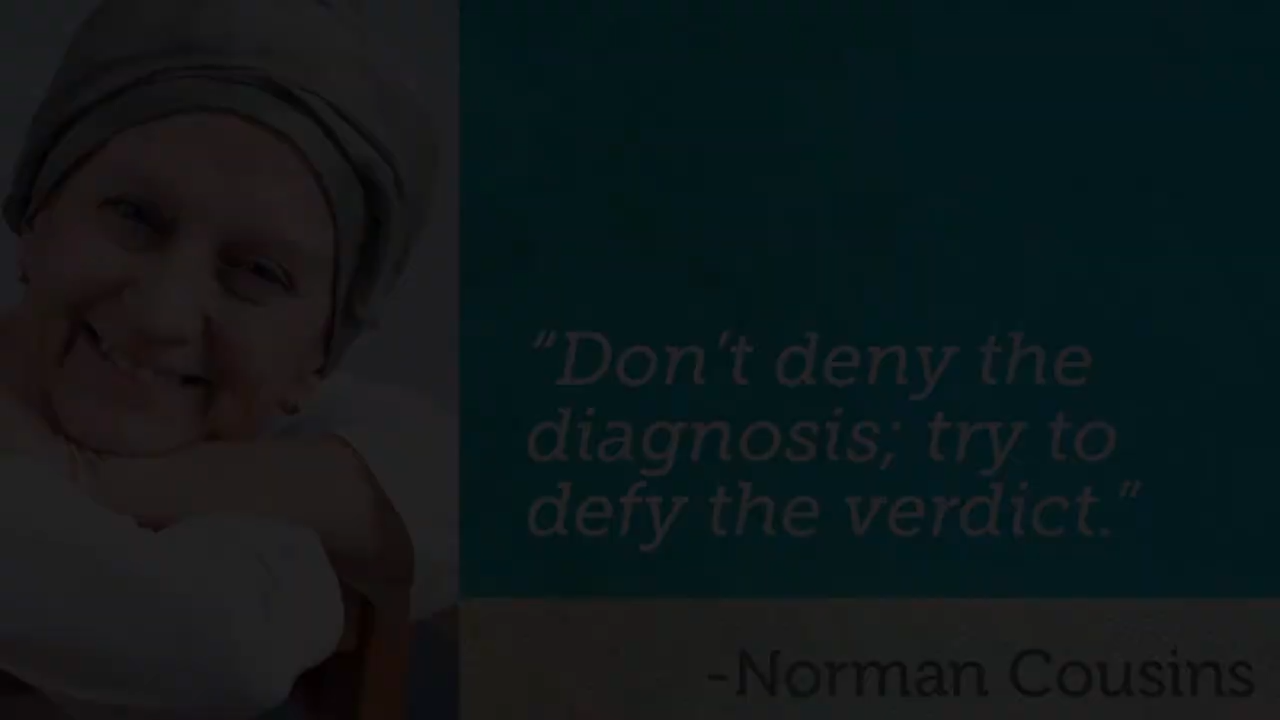 “Don't deny the
diagnosis; try to
defy the verdict.”
-Norman Cousins